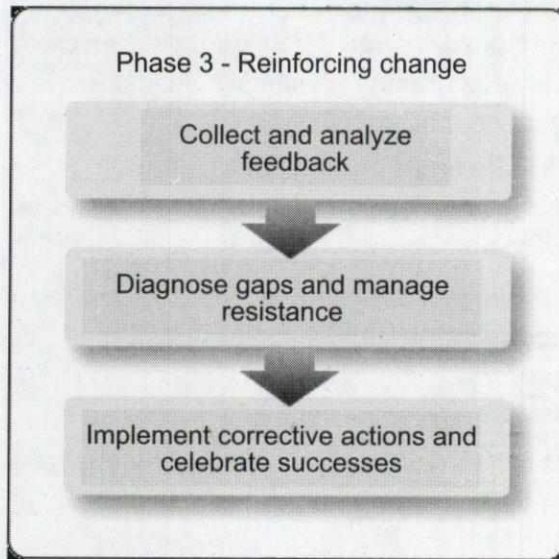 Phase 3 - Reinforcing change
Collect and analyze
feedback
Diagnose gaps and manage
resistance
Implement corrective actions and
celebrate successes